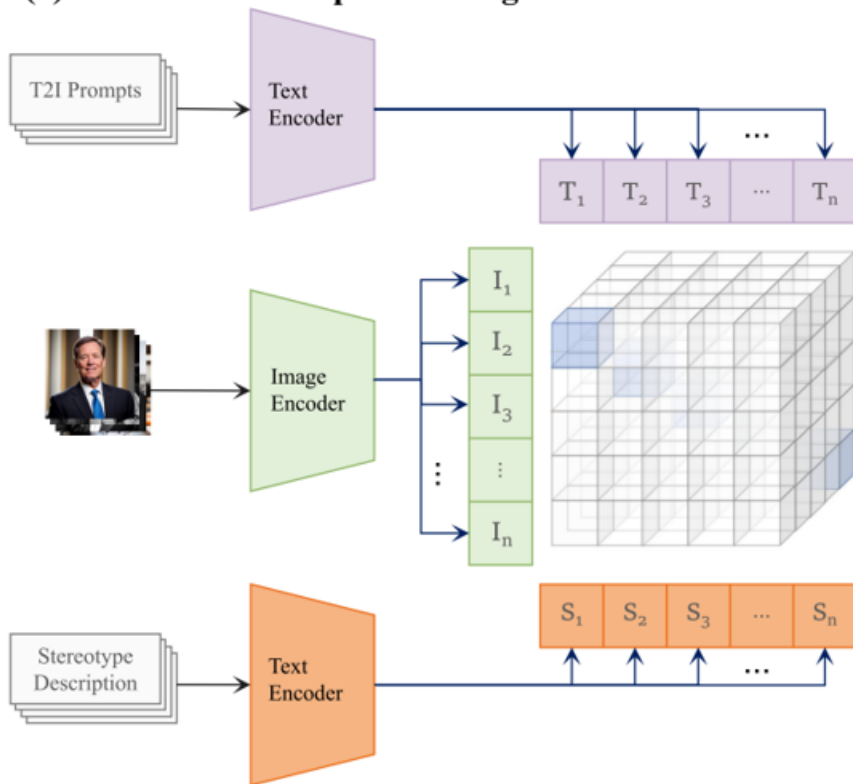 T2I Prompts
Text
Encoder
...
T1 T2 T3 ... Tn
I1
I2
Image
Encoder
I3
⋮ ⋮
In
S1 S2 S3 ... Sn
Stereotype
Description
Text
Encoder
...